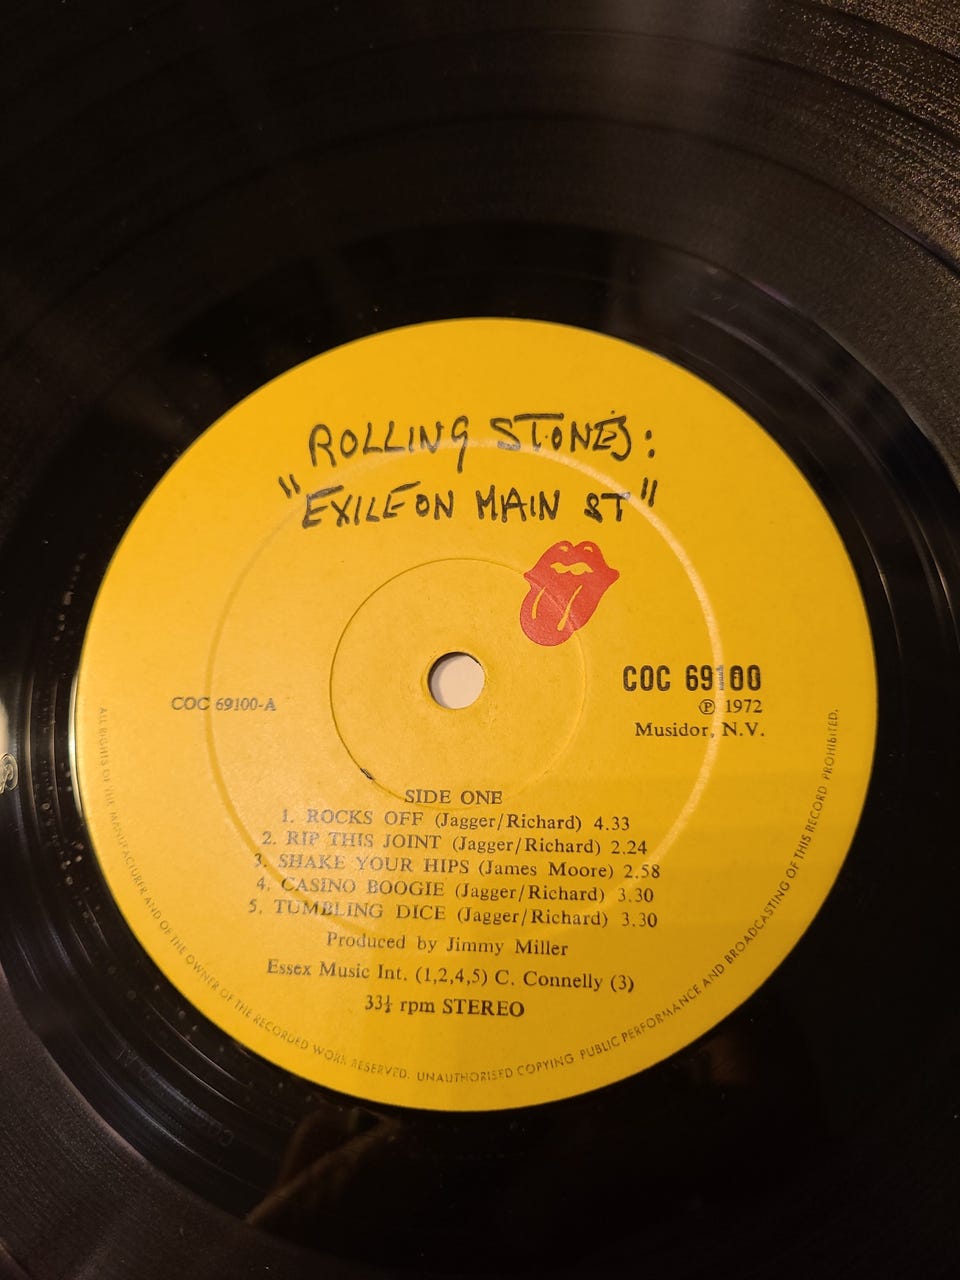 ROLLING STONES:
"EXILE ON MAIN ST"
COC 69100
COC 69100-A
℗ 1972
Musidor, N.V.
SIDE ONE
1. ROCKS OFF (Jagger/Richard) 4.33
2. RIP THIS JOINT (Jagger/Richard) 2.24
3. SHAKE YOUR HIPS (James Moore) 2.58
4. CASINO BOOGIE (Jagger/Richard) 3.30
5. TUMBLING DICE (Jagger/Richard) 3.30
Produced by Jimmy Miller
Essex Music Int. (1,2,4,5) C. Connelly (3)
33⅓ rpm STEREO
ALL RIGHTS OF THE MANUFACTURER AND OF THE OWNER OF THE RECORDED WORK RESERVED. UNAUTHORISED COPYING PUBLIC PERFORMANCE AND BROADCASTING OF THIS RECORD PROHIBITED.